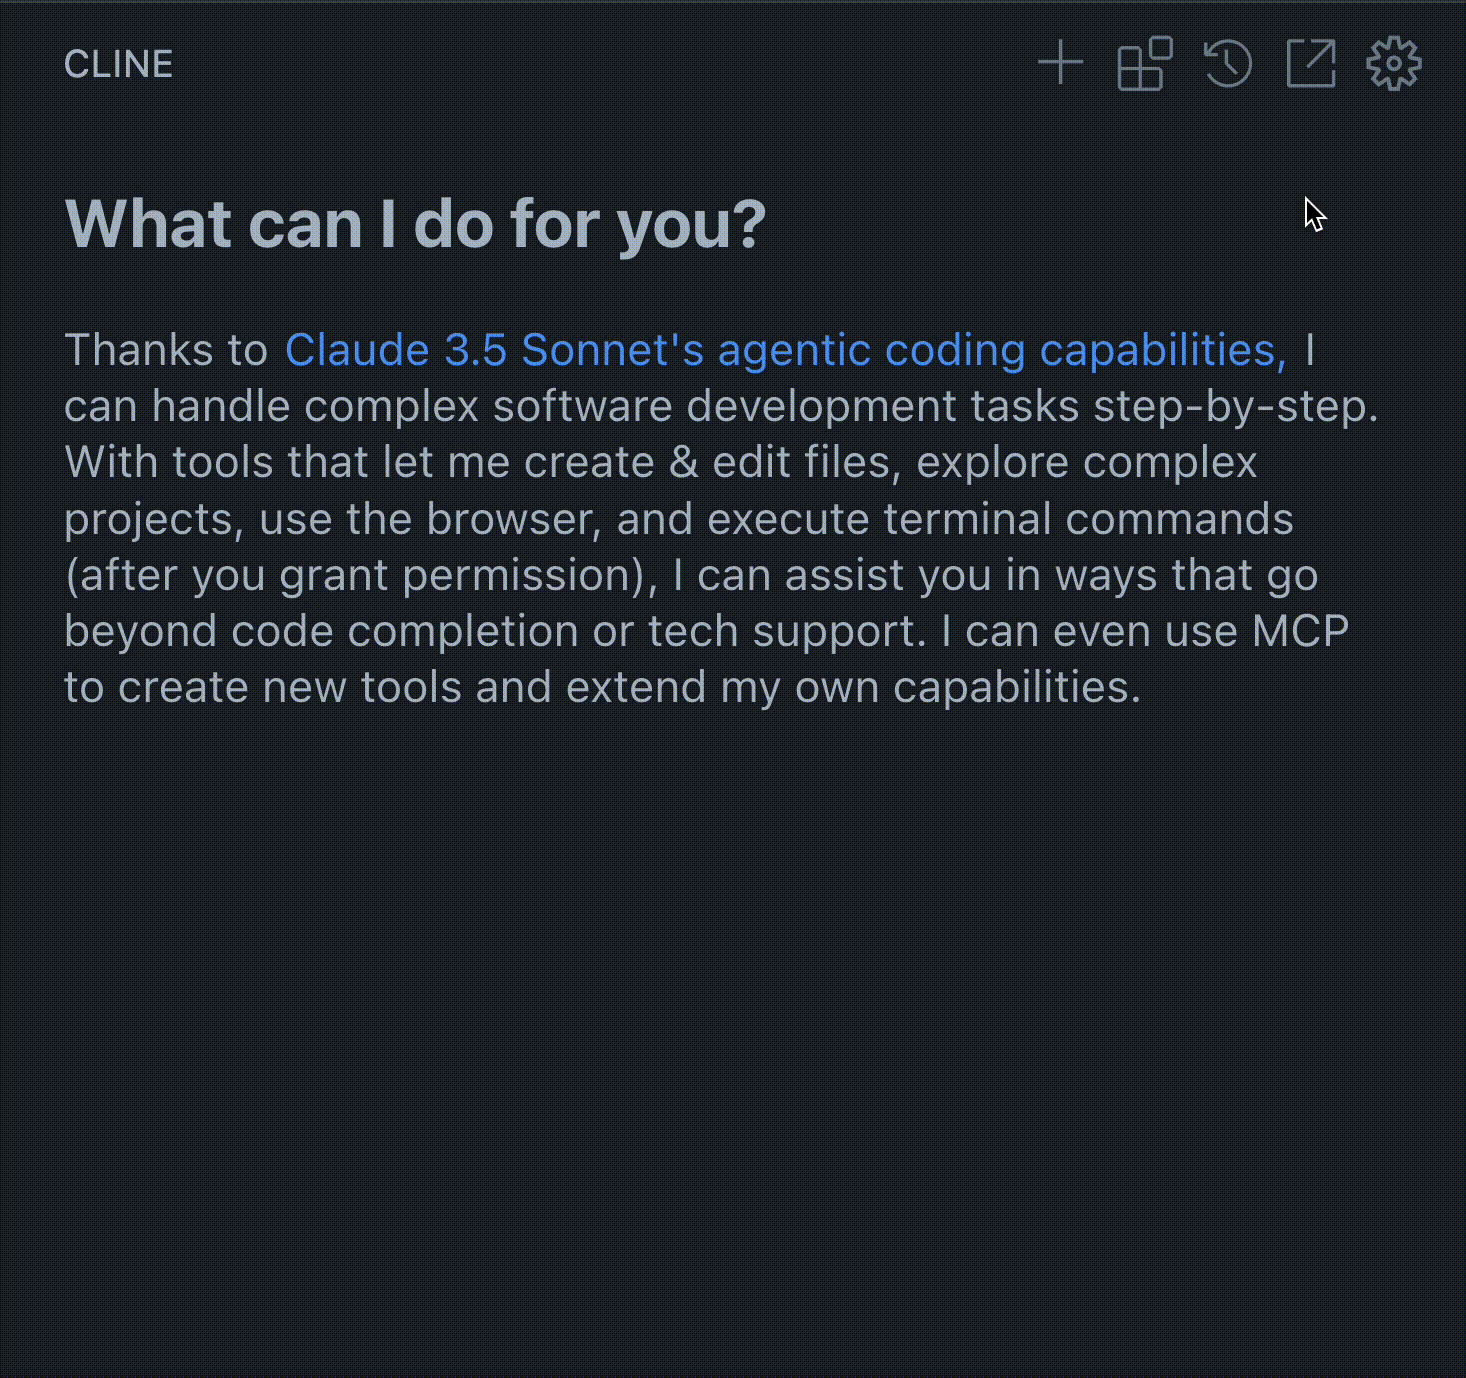 CLINE
What can I do for you?
Thanks to Claude 3.5 Sonnet's agentic coding capabilities, I
can handle complex software development tasks step-by-step.
With tools that let me create & edit files, explore complex
projects, use the browser, and execute terminal commands
(after you grant permission), I can assist you in ways that go
beyond code completion or tech support. I can even use MCP
to create new tools and extend my own capabilities.